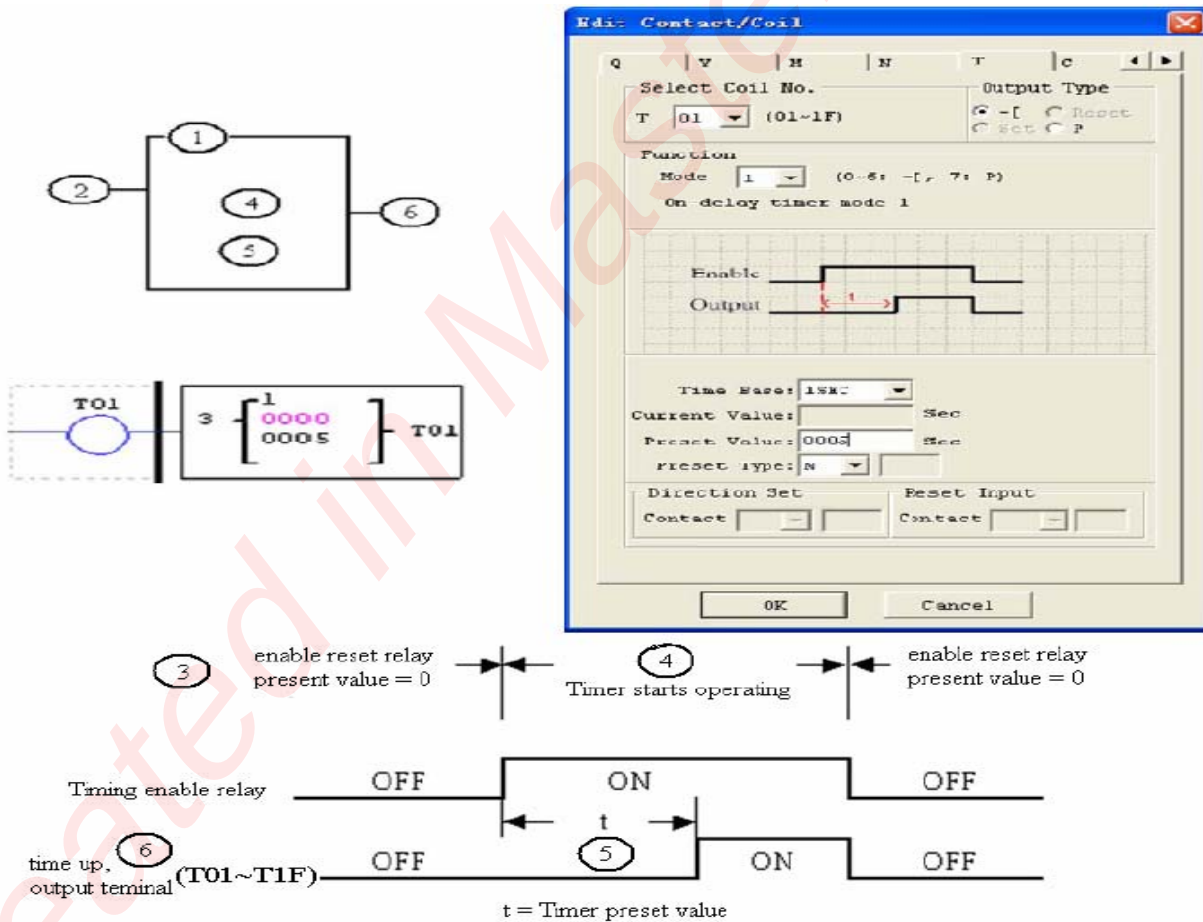 Edit Contact/Coil
Q V M N T C
Select Coil No.
Output Type
T 01 (01~1F)
-[ Reset
Set P
Function
Mode 1 (0-6: -[, 7: P)
On delay timer mode 1
Enable
Output t
Time Base: 1SEC
Current Value: Sec
Preset Value: 0005 Sec
Preset Type: N
Direction Set
Reset Input
Contact
Contact
OK Cancel
1
2
4
5
6
T01
3
1
0000
0005
T01
3
enable reset relay
present value = 0
4
Timer starts operating
enable reset relay
present value = 0
Timing enable relay OFF ON OFF
t
time up, 6
output teminal (T01~T1F) OFF 5 ON OFF
t = Timer preset value
eated in Maste